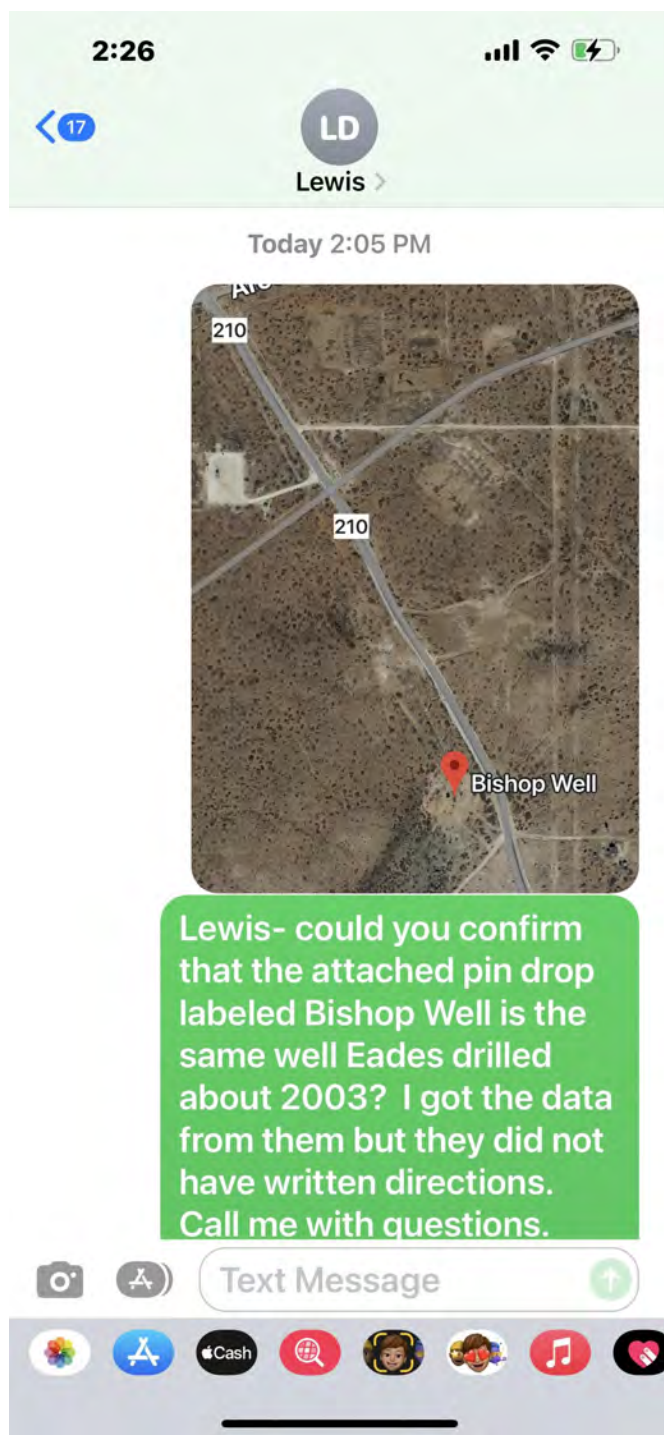 2:26
17
LD
Lewis
Today 2:05 PM
210
210
Bishop Well
Lewis- could you confirm
that the attached pin drop
labeled Bishop Well is the
same well Eades drilled
about 2003?  I got the data
from them but they did not
have written directions.
Call me with questions.
Text Message
Cash